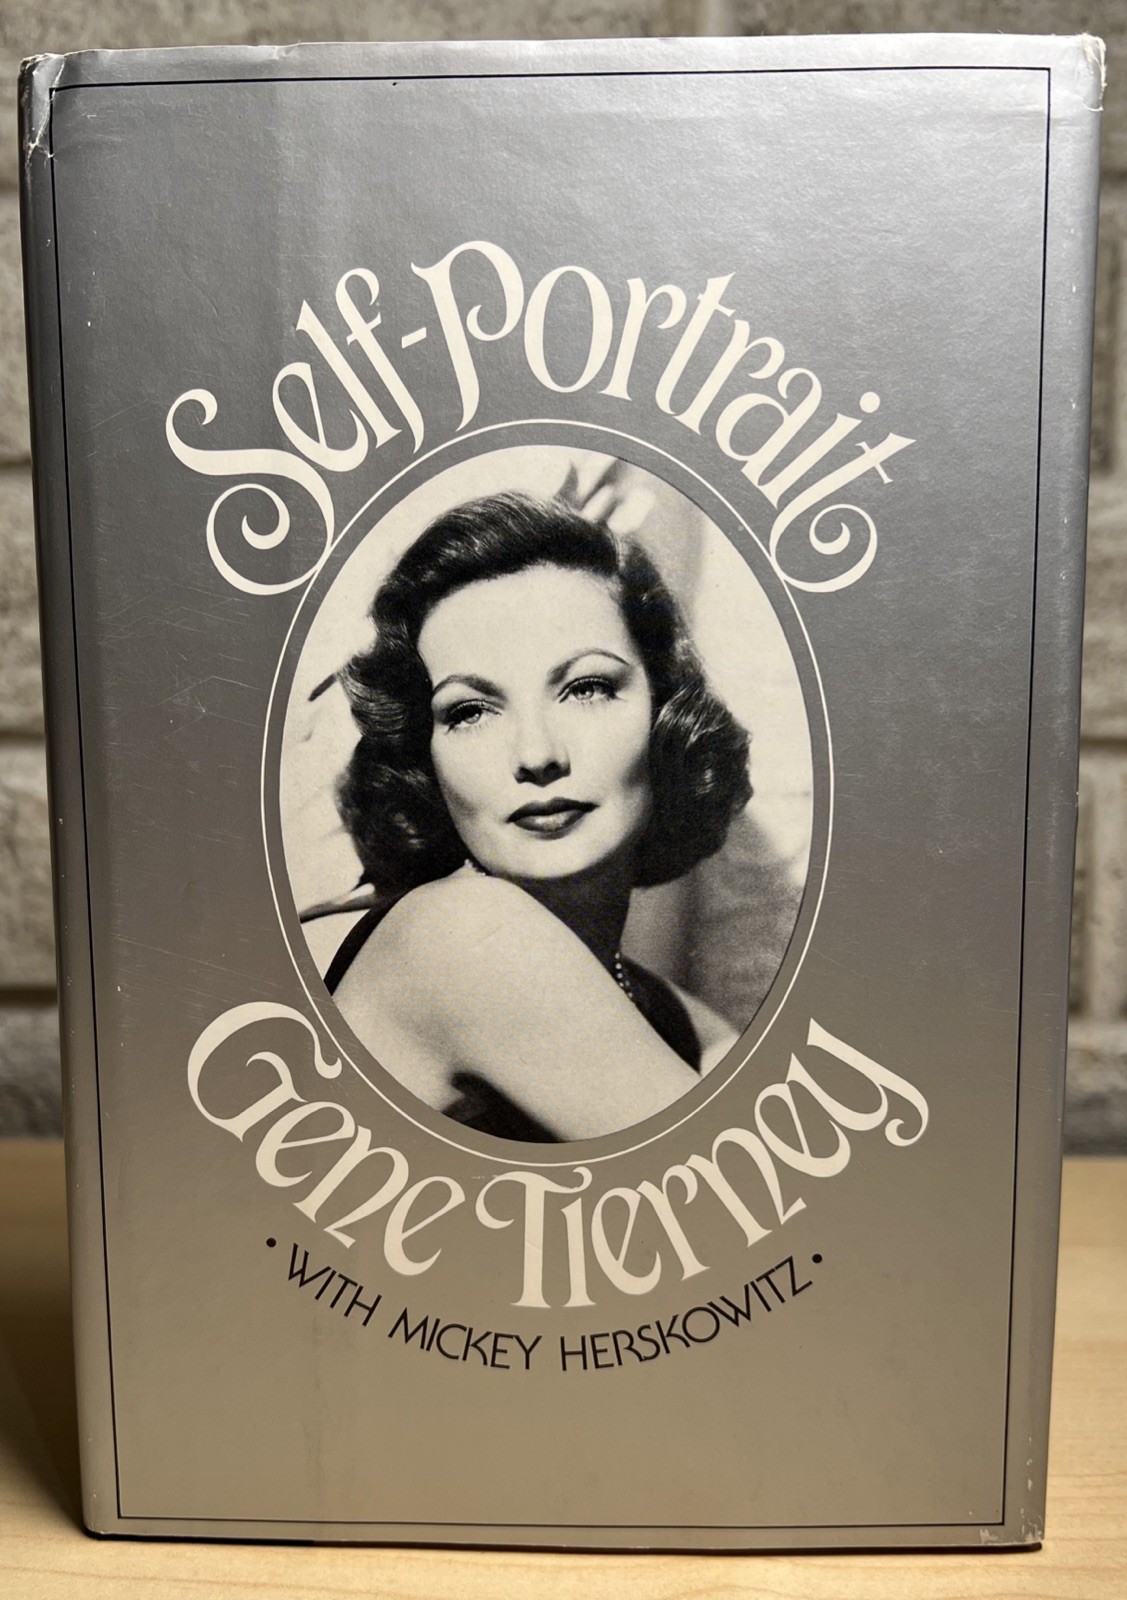 Self-Portrait
Gene Tierney
• WITH MICKEY HERSKOWITZ •